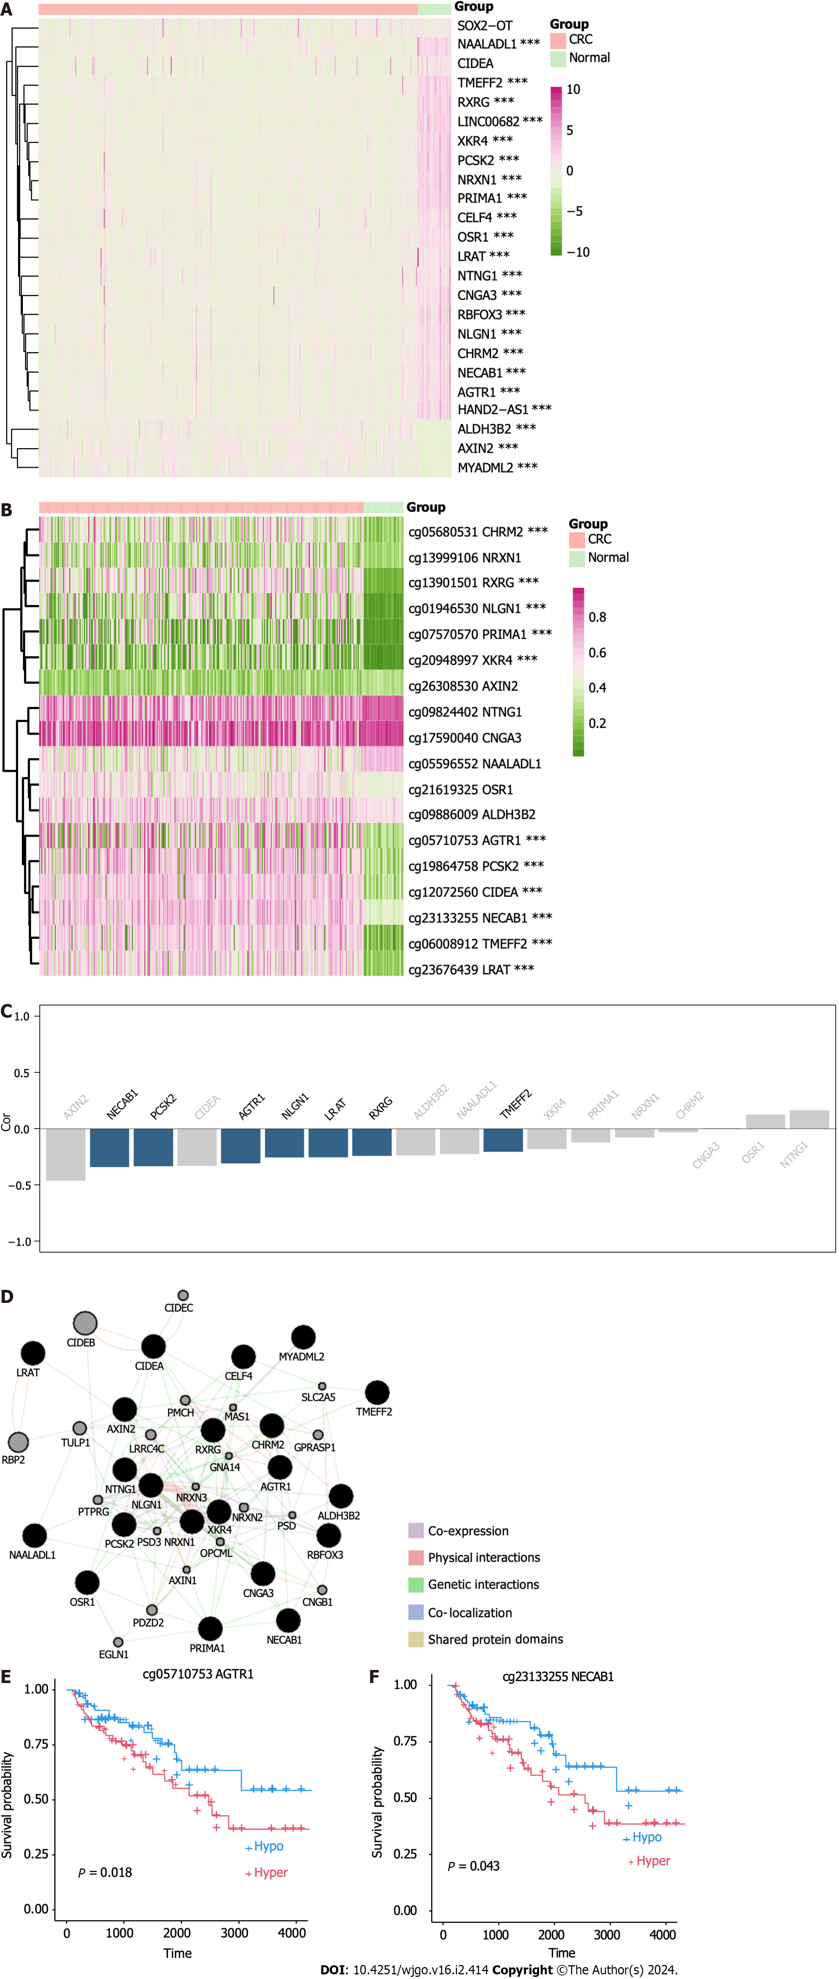 A
Group
SOX2−OT
NAALADL1 ***
CIDEA
TMEFF2 ***
RXRG ***
LINC00682 ***
XKR4 ***
PCSK2 ***
NRXN1 ***
PRIMA1 ***
CELF4 ***
OSR1 ***
LRAT ***
NTNG1 ***
CNGA3 ***
RBFOX3 ***
NLGN1 ***
CHRM2 ***
NECAB1 ***
AGTR1 ***
HAND2−AS1 ***
ALDH3B2 ***
AXIN2 ***
MYADML2 ***
Group
CRC
Normal
10
5
0
−5
−10
B
Group
cg05680531 CHRM2 ***
cg13999106 NRXN1
cg13901501 RXRG ***
cg01946530 NLGN1 ***
cg07570570 PRIMA1 ***
cg20948997 XKR4 ***
cg26308530 AXIN2
cg09824402 NTNG1
cg17590040 CNGA3
cg05596552 NAALADL1
cg21619325 OSR1
cg09886009 ALDH3B2
cg05710753 AGTR1 ***
cg19864758 PCSK2 ***
cg12072560 CIDEA ***
cg23133255 NECAB1 ***
cg06008912 TMEFF2 ***
cg23676439 LRAT ***
Group
CRC
Normal
0.8
0.6
0.4
0.2
C
Cor
1.0
0.5
0.0
−0.5
−1.0
AXIN2
NECAB1
PCSK2
CIDEA
AGTR1
NLGN1
LRAT
RXRG
ALDH3B2
NAALADL1
TMEFF2
XKR4
PRIMA1
NRXN1
CHRM2
CNGA3
OSR1
NTNG1
D
CIDEC
CIDEB
CIDEA
MYADML2
LRAT
CELF4
SLC2A5
TMEFF2
PMCH
MAS1
AXIN2
TULP1
LRRC4C
RXRG
CHRM2
GPRASP1
RBP2
GNA14
NTNG1
AGTR1
NLGN1
NRXN3
PTPRG
XKR4
NRXN2
PSD
ALDH3B2
PCSK2
PSD3
NRXN1
OPCML
RBFOX3
NAALADL1
AXIN1
CNGA3
OSR1
CNGB1
PDZD2
EGLN1
PRIMA1
NECAB1
Co-expression
Physical interactions
Genetic interactions
Co-localization
Shared protein domains
E
cg05710753 AGTR1
Survival probability
1.00
0.75
0.50
0.25
0.00
Hypo
Hyper
P = 0.018
0 1000 2000 3000 4000
Time
F
cg23133255 NECAB1
Survival probability
1.00
0.75
0.50
0.25
0.00
Hypo
Hyper
P = 0.043
0 1000 2000 3000 4000
Time
DOI: 10.4251/wjgo.v16.i2.414 Copyright ©The Author(s) 2024.